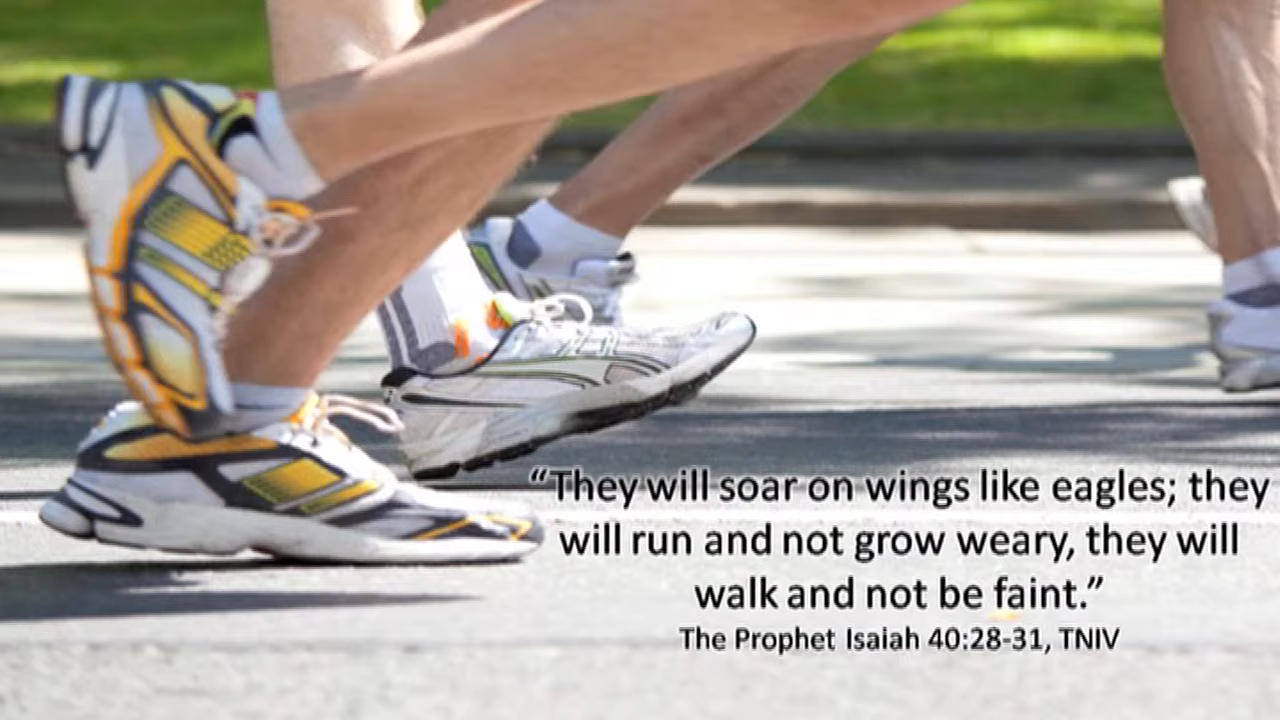 “They will soar on wings like eagles; they
will run and not grow weary, they will
walk and not be faint.”
The Prophet Isaiah 40:28-31, TNIV